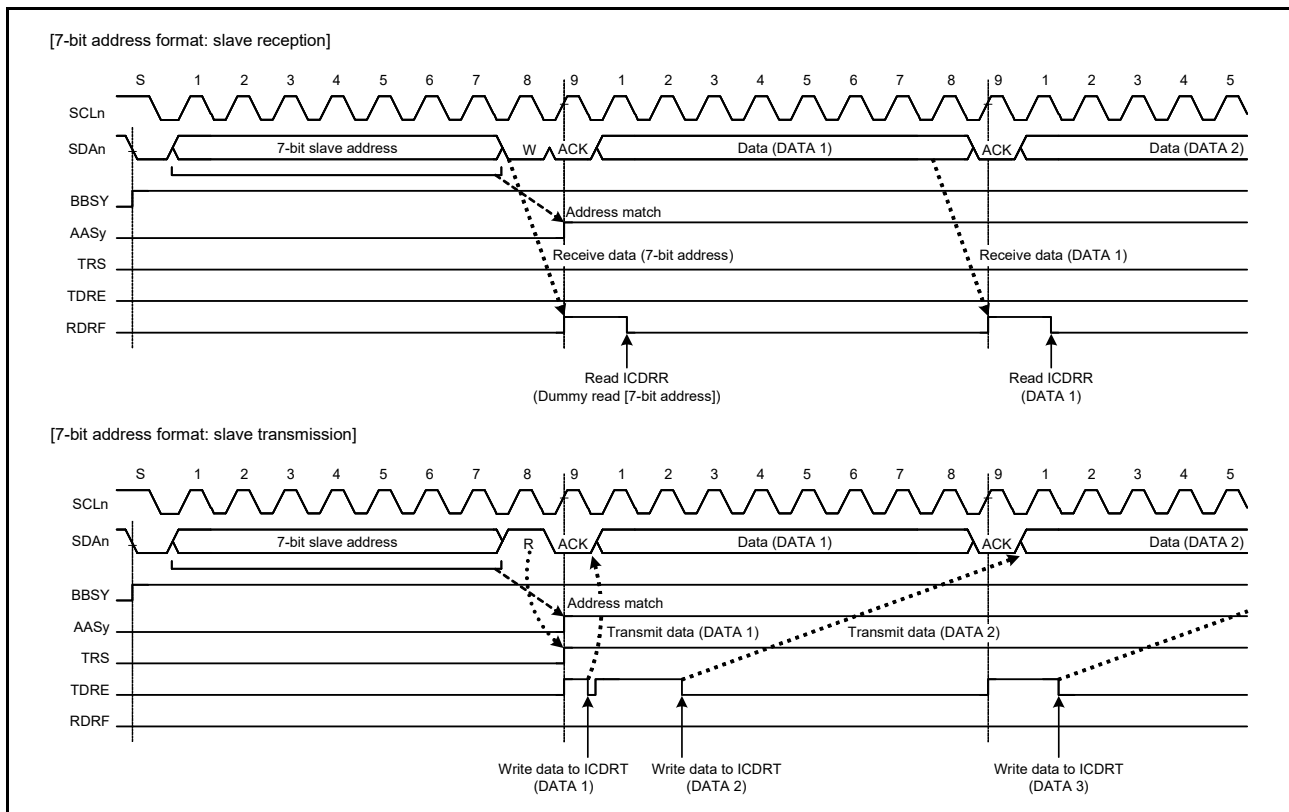 [7-bit address format: slave reception]
S 1 2 3 4 5 6 7 8 9 1 2 3 4 5 6 7 8 9 1 2 3 4 5
SCLn
SDAn 7-bit slave address W ACK Data (DATA 1) ACK Data (DATA 2)
BBSY
Address match
AASy
Receive data (7-bit address) Receive data (DATA 1)
TRS
TDRE
RDRF
Read ICDRR Read ICDRR
(Dummy read [7-bit address]) (DATA 1)
[7-bit address format: slave transmission]
S 1 2 3 4 5 6 7 8 9 1 2 3 4 5 6 7 8 9 1 2 3 4 5
SCLn
SDAn 7-bit slave address R ACK Data (DATA 1) ACK Data (DATA 2)
BBSY
Address match
AASy
Transmit data (DATA 1) Transmit data (DATA 2)
TRS
TDRE
RDRF
Write data to ICDRT Write data to ICDRT Write data to ICDRT
(DATA 1) (DATA 2) (DATA 3)